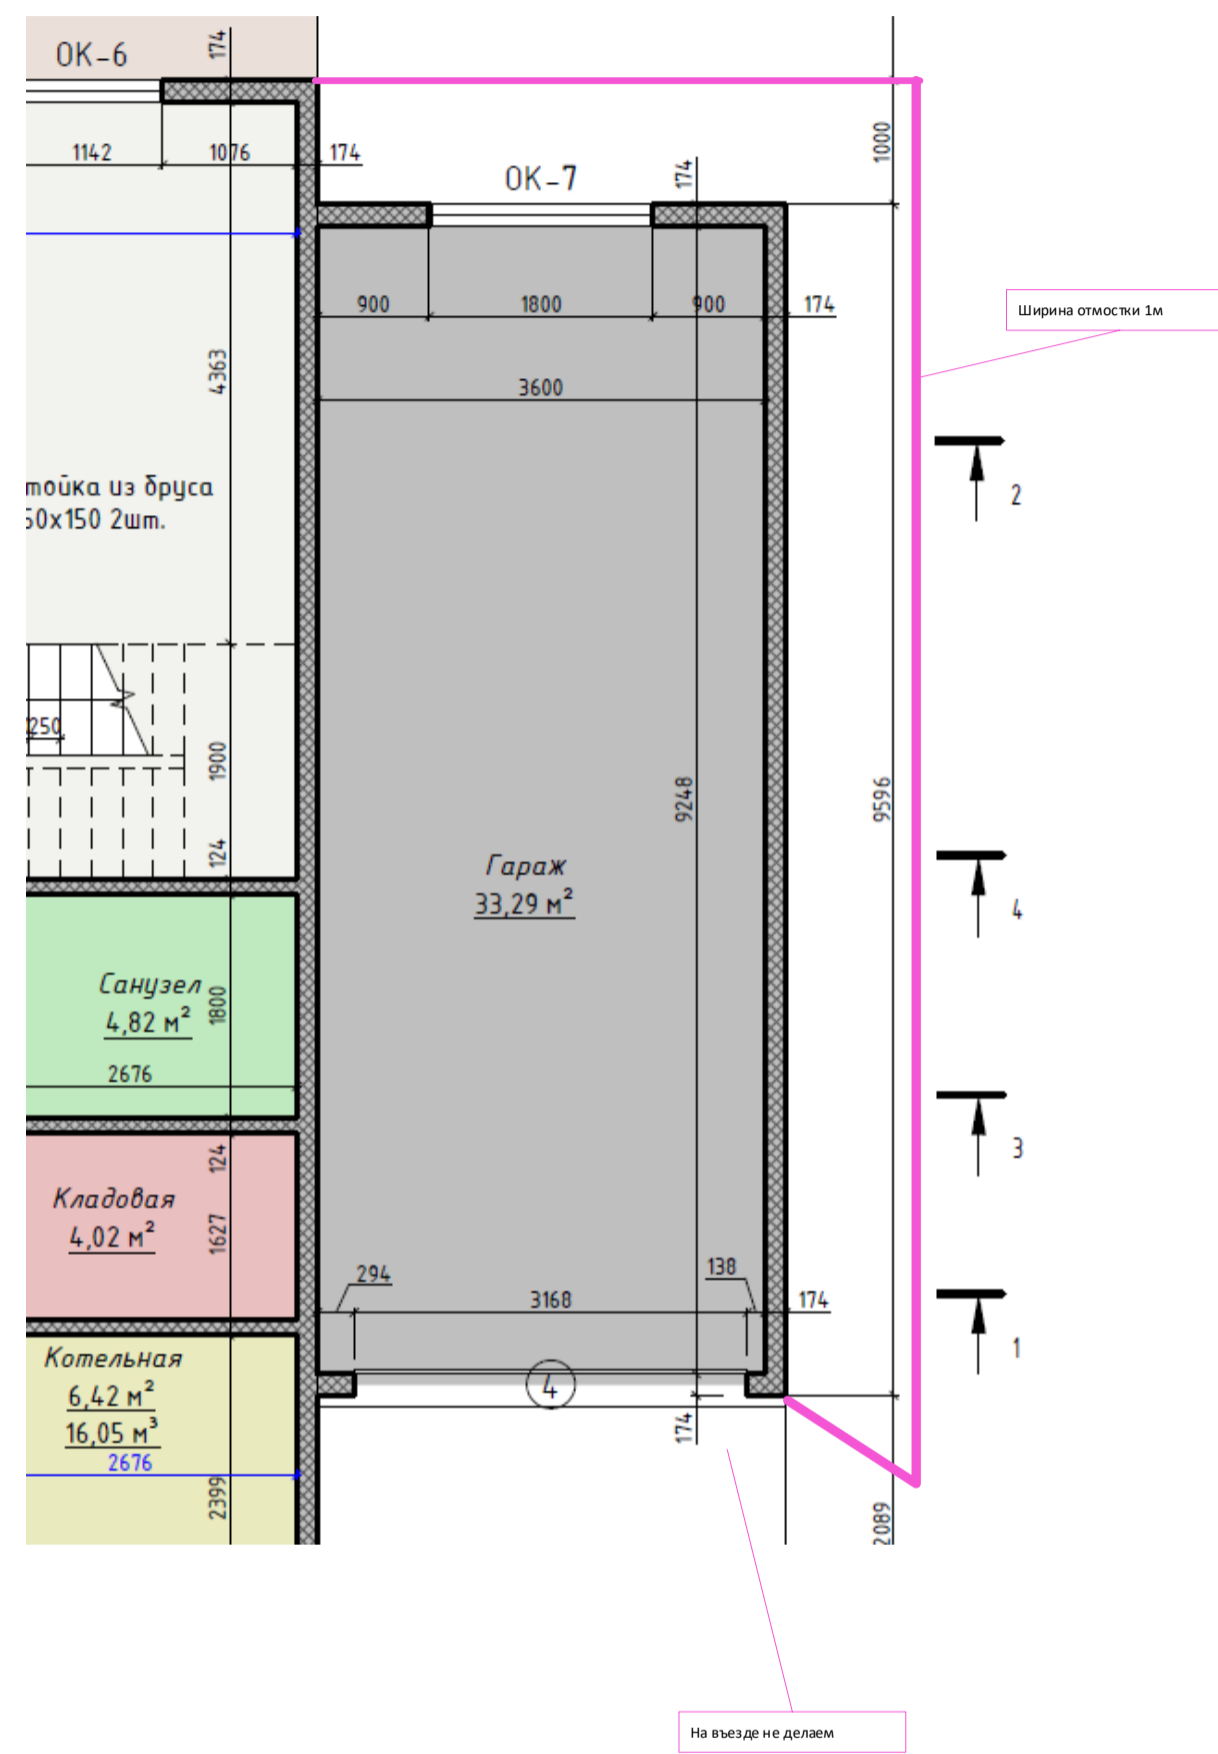 ОК-6
174
1142
1076
174
1000
ОК-7
174
900
1800
900
174
Ширина отмостки 1м
4363
3600
тойка из бруса
50х150 2шт.
2
250
1900
9248
9596
124
Гараж
33,29 м²
4
Санузел
4,82 м²
1800
2676
124
3
Кладовая
4,02 м²
1627
294
138
3168
174
1
Котельная
6,42 м²
16,05 м³
2676
4
174
2399
2089
На въезде не делаем